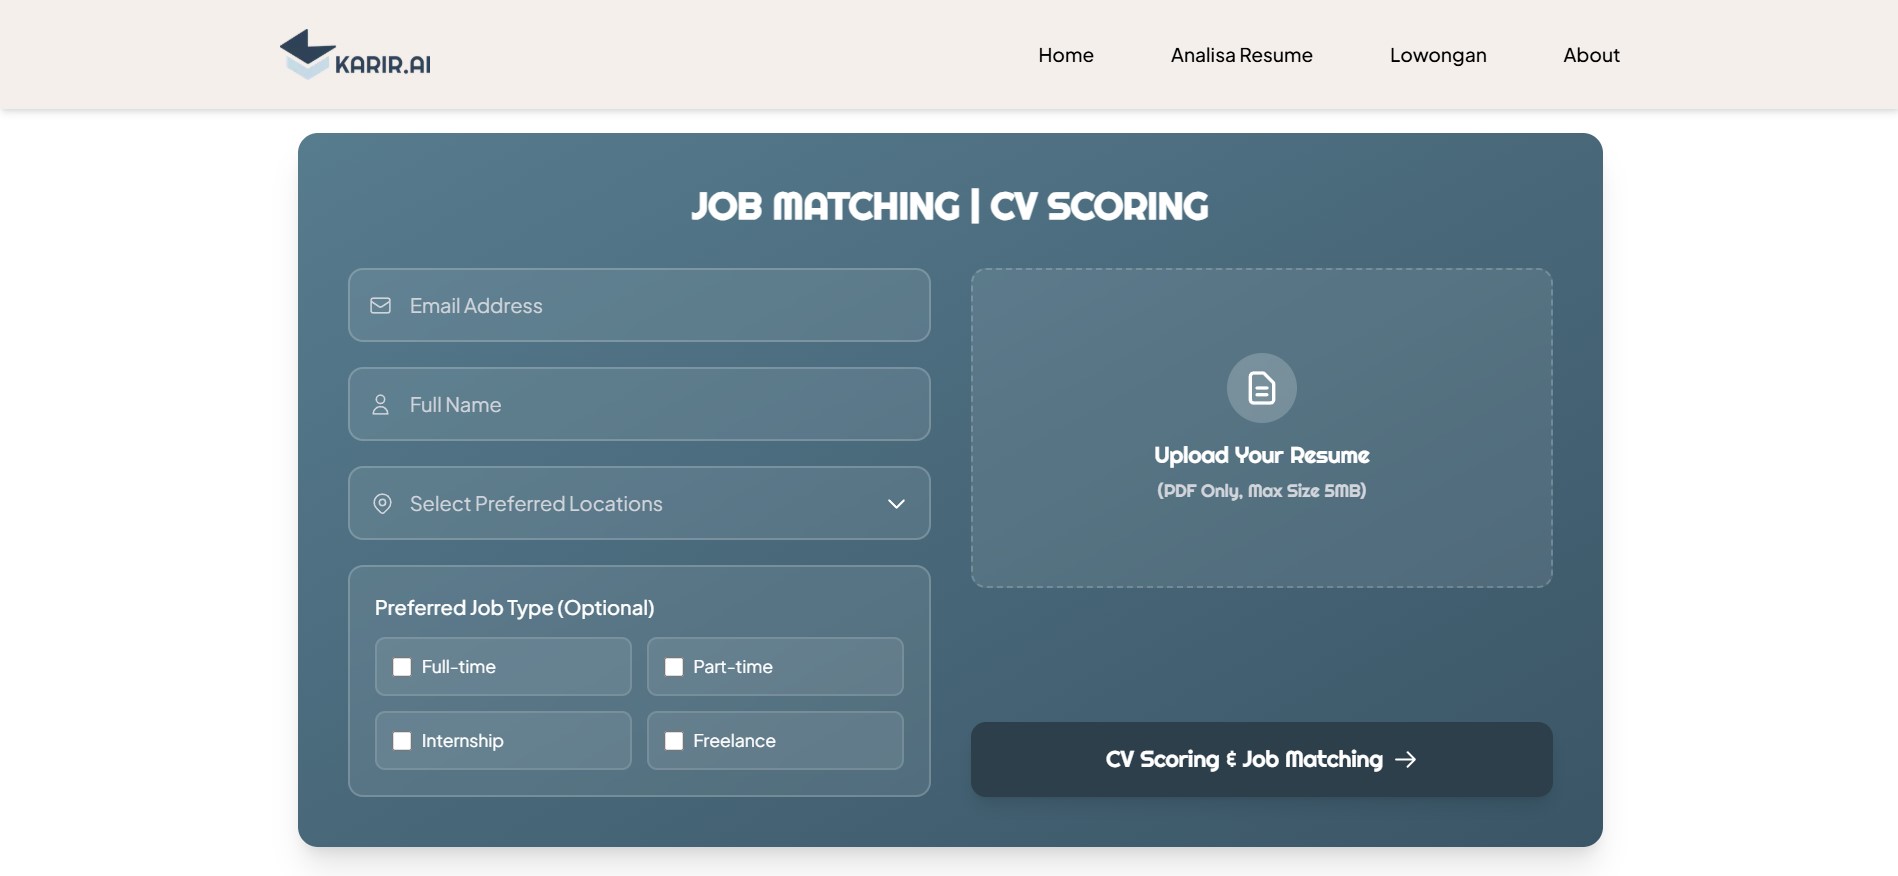 KARIR.AI
Home
Analisa Resume
Lowongan
About
JOB MATCHING | CV SCORING
Email Address
Full Name
Select Preferred Locations
Preferred Job Type (Optional)
Full-time
Part-time
Internship
Freelance
Upload Your Resume
(PDF Only, Max Size 5MB)
CV Scoring & Job Matching →